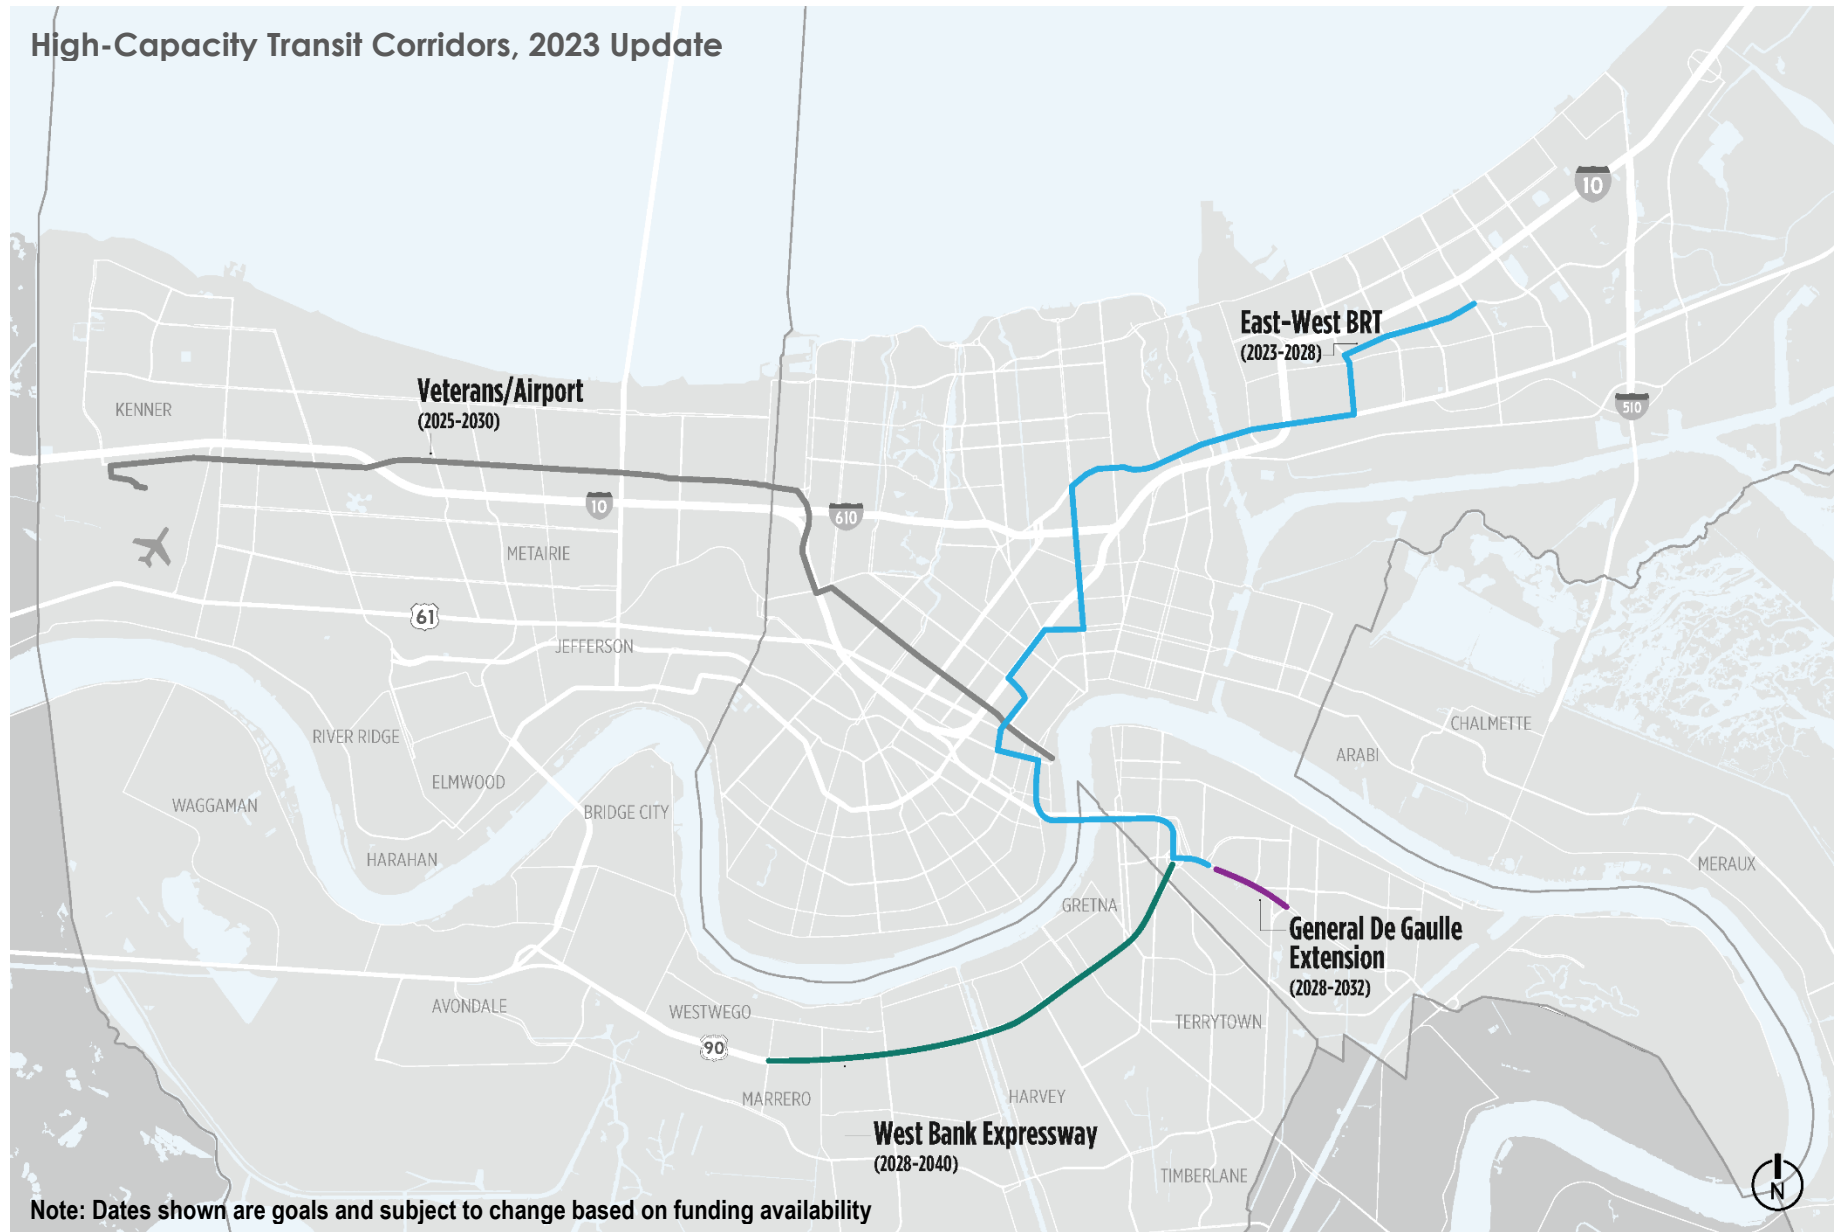 High-Capacity Transit Corridors, 2023 Update
10
East-West BRT
(2023-2028)
Veterans/Airport
(2025-2030)
KENNER
510
10
610
METAIRIE
61
JEFFERSON
RIVER RIDGE
CHALMETTE
ARABI
ELMWOOD
WAGGAMAN
BRIDGE CITY
HARAHAN
MERAUX
GRETNA
General De Gaulle
Extension
(2028-2032)
AVONDALE
WESTWEGO
TERRYTOWN
90
MARRERO
HARVEY
West Bank Expressway
(2028-2040)
TIMBERLANE
N
Note: Dates shown are goals and subject to change based on funding availability